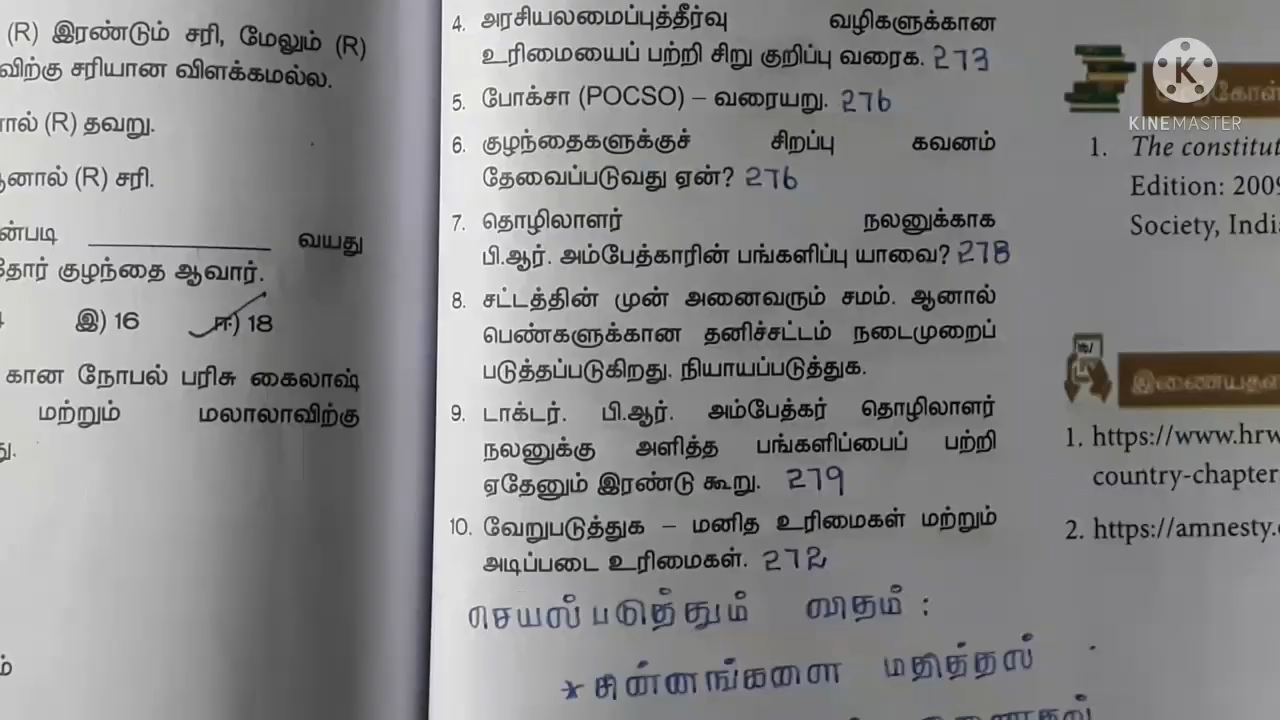 (R) இரண்டும் சரி, மேலும் (R)
விற்கு சரியான விளக்கமல்ல.
ால் (R) தவறு.
ஆனால் (R) சரி.
ன்படி ____________ வயது
தோர் குழந்தை ஆவார்.
இ) 16 ஈ) 18
கான நோபல் பரிசு கைலாஷ்
மற்றும் மலாலாவிற்கு
து.
4. அரசியலமைப்புத்தீர்வு வழிகளுக்கான
உரிமையைப் பற்றி சிறு குறிப்பு வரைக. 273
5. போக்சா (POCSO) – வரையறு. 276
6. குழந்தைகளுக்குச் சிறப்பு கவனம்
தேவைப்படுவது ஏன்? 276
7. தொழிலாளர் நலனுக்காக
பி.ஆர். அம்பேத்காரின் பங்களிப்பு யாவை? 278
8. சட்டத்தின் முன் அனைவரும் சமம். ஆனால்
பெண்களுக்கான தனிச்சட்டம் நடைமுறைப்
படுத்தப்படுகிறது. நியாயப்படுத்துக.
9. டாக்டர். பி.ஆர். அம்பேத்கர் தொழிலாளர்
நலனுக்கு அளித்த பங்களிப்பைப் பற்றி
ஏதேனும் இரண்டு கூறு. 279
10. வேறுபடுத்துக – மனித உரிமைகள் மற்றும்
அடிப்படை உரிமைகள். 272
செயல்படுத்தும் விதம் :
* சின்னங்களை மதித்தல்
K
KINEMASTER
1. The constitut
Edition: 2009
Society, India
இணையதள
1. https://www.hrw
country-chapter
2. https://amnesty.